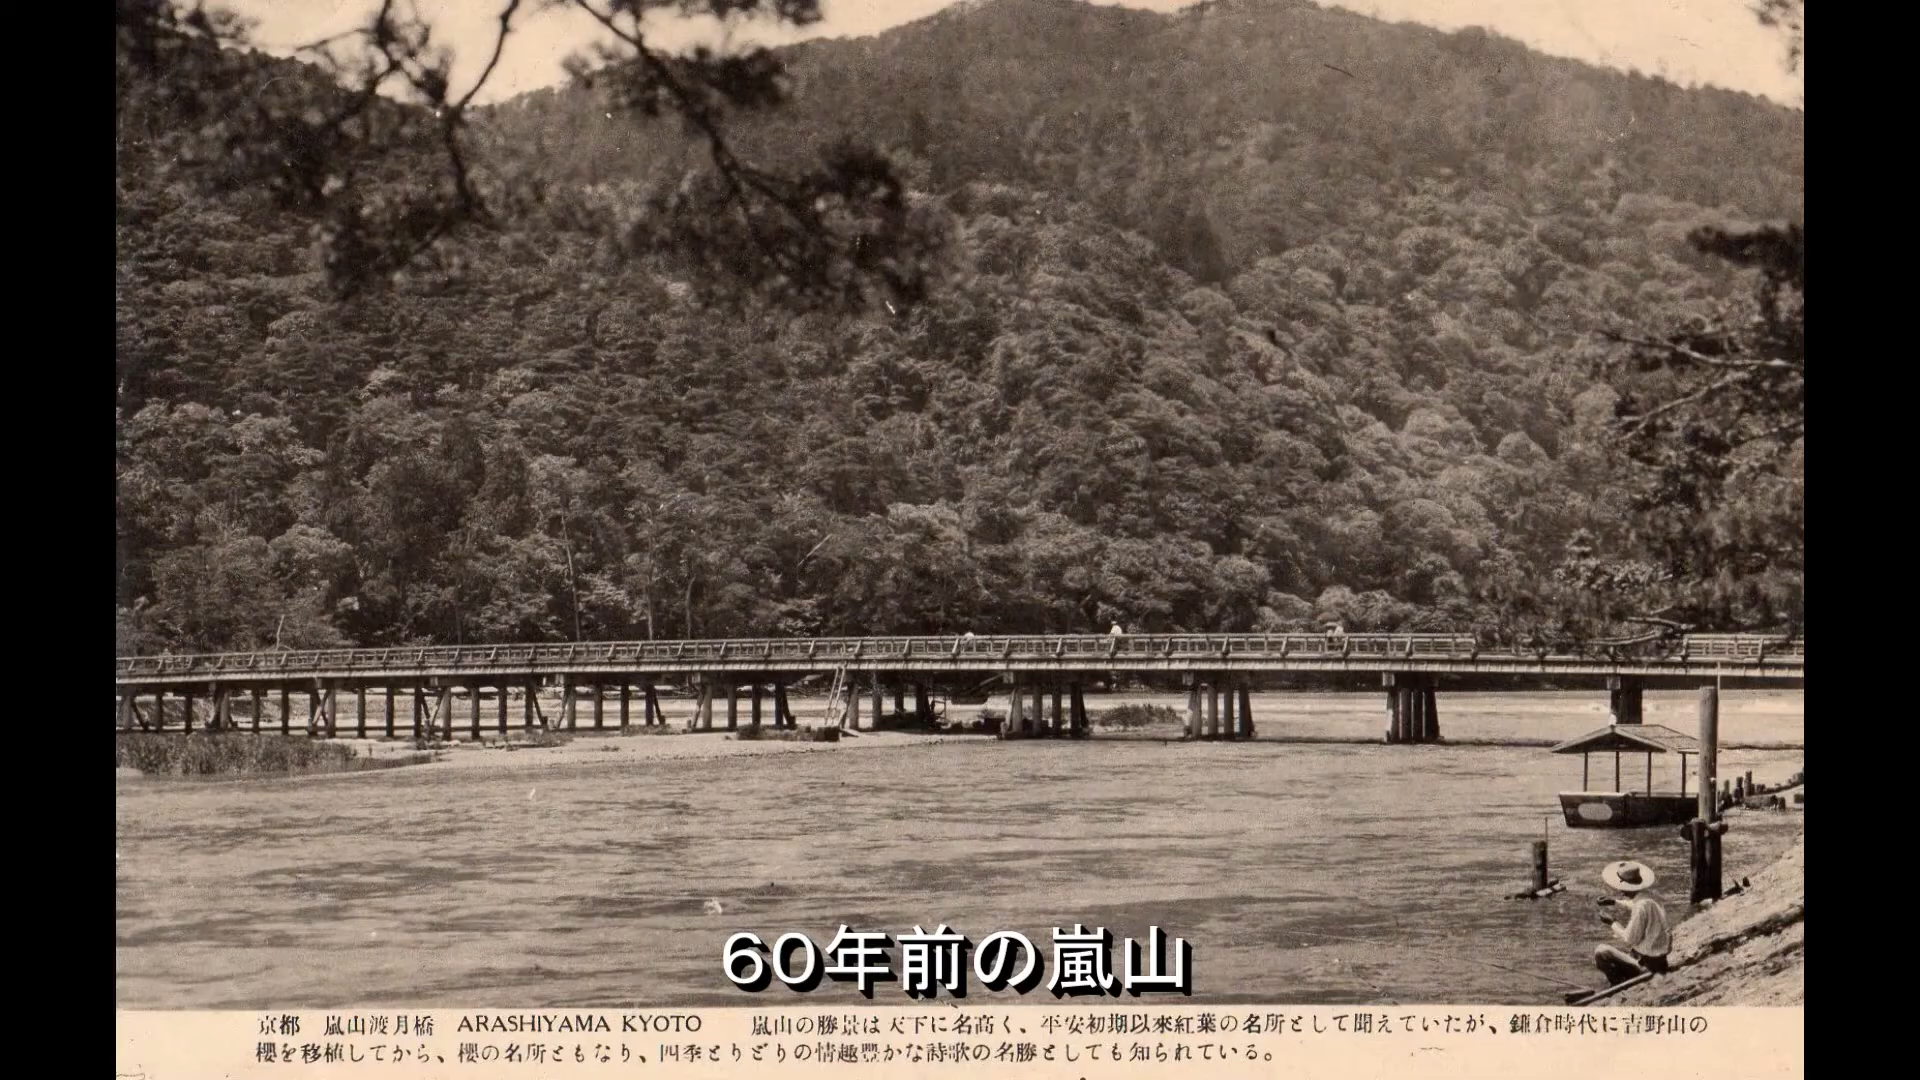 60年前の嵐山
京都 嵐山渡月橋 ARASHIYAMA KYOTO 嵐山の勝景は天下に名高く、平安初期以來紅葉の名所として聞えていたが、鎌倉時代に吉野山の
櫻を移植してから、櫻の名所ともなり、四季とりどりの情趣豊かな詩歌の名勝としても知られている。